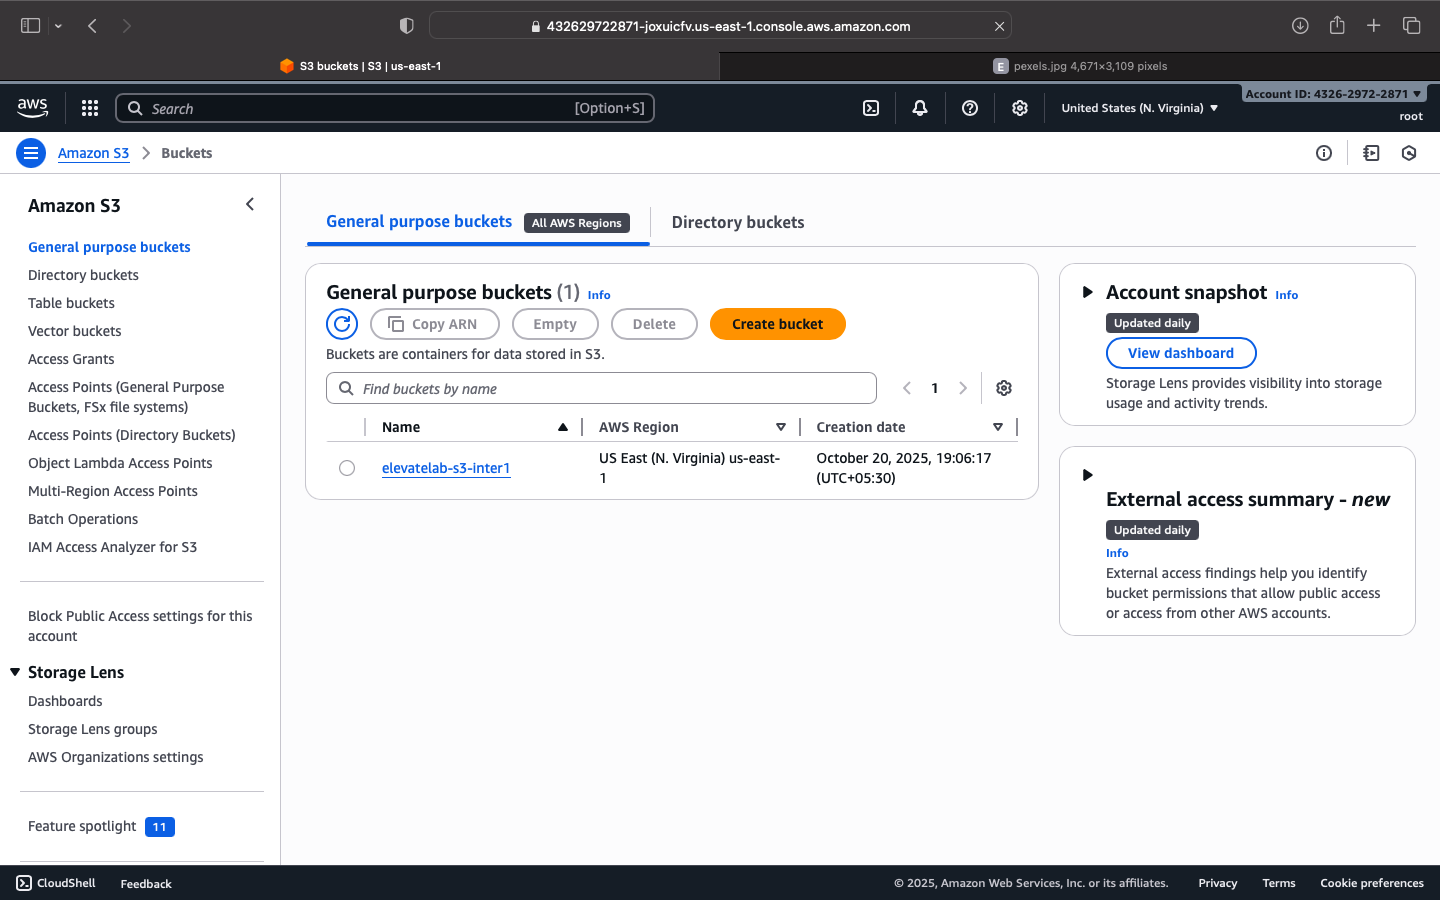 432629722871-joxuicfv.us-east-1.console.aws.amazon.com
S3 buckets | S3 | us-east-1
E pexels.jpg 4,671×3,109 pixels
aws
Search [Option+S]
United States (N. Virginia)
Account ID: 4326-2972-2871
root
Amazon S3 > Buckets
Amazon S3
General purpose buckets
Directory buckets
Table buckets
Vector buckets
Access Grants
Access Points (General Purpose
Buckets, FSx file systems)
Access Points (Directory Buckets)
Object Lambda Access Points
Multi-Region Access Points
Batch Operations
IAM Access Analyzer for S3
Block Public Access settings for this
account
Storage Lens
Dashboards
Storage Lens groups
AWS Organizations settings
Feature spotlight 11
General purpose buckets All AWS Regions
Directory buckets
General purpose buckets (1) Info
Copy ARN
Empty
Delete
Create bucket
Buckets are containers for data stored in S3.
Find buckets by name
1
Name
AWS Region
Creation date
elevatelab-s3-inter1
US East (N. Virginia) us-east-
1
October 20, 2025, 19:06:17
(UTC+05:30)
Account snapshot Info
Updated daily
View dashboard
Storage Lens provides visibility into storage
usage and activity trends.
External access summary - new
Updated daily
Info
External access findings help you identify
bucket permissions that allow public access
or access from other AWS accounts.
CloudShell
Feedback
© 2025, Amazon Web Services, Inc. or its affiliates.
Privacy
Terms
Cookie preferences